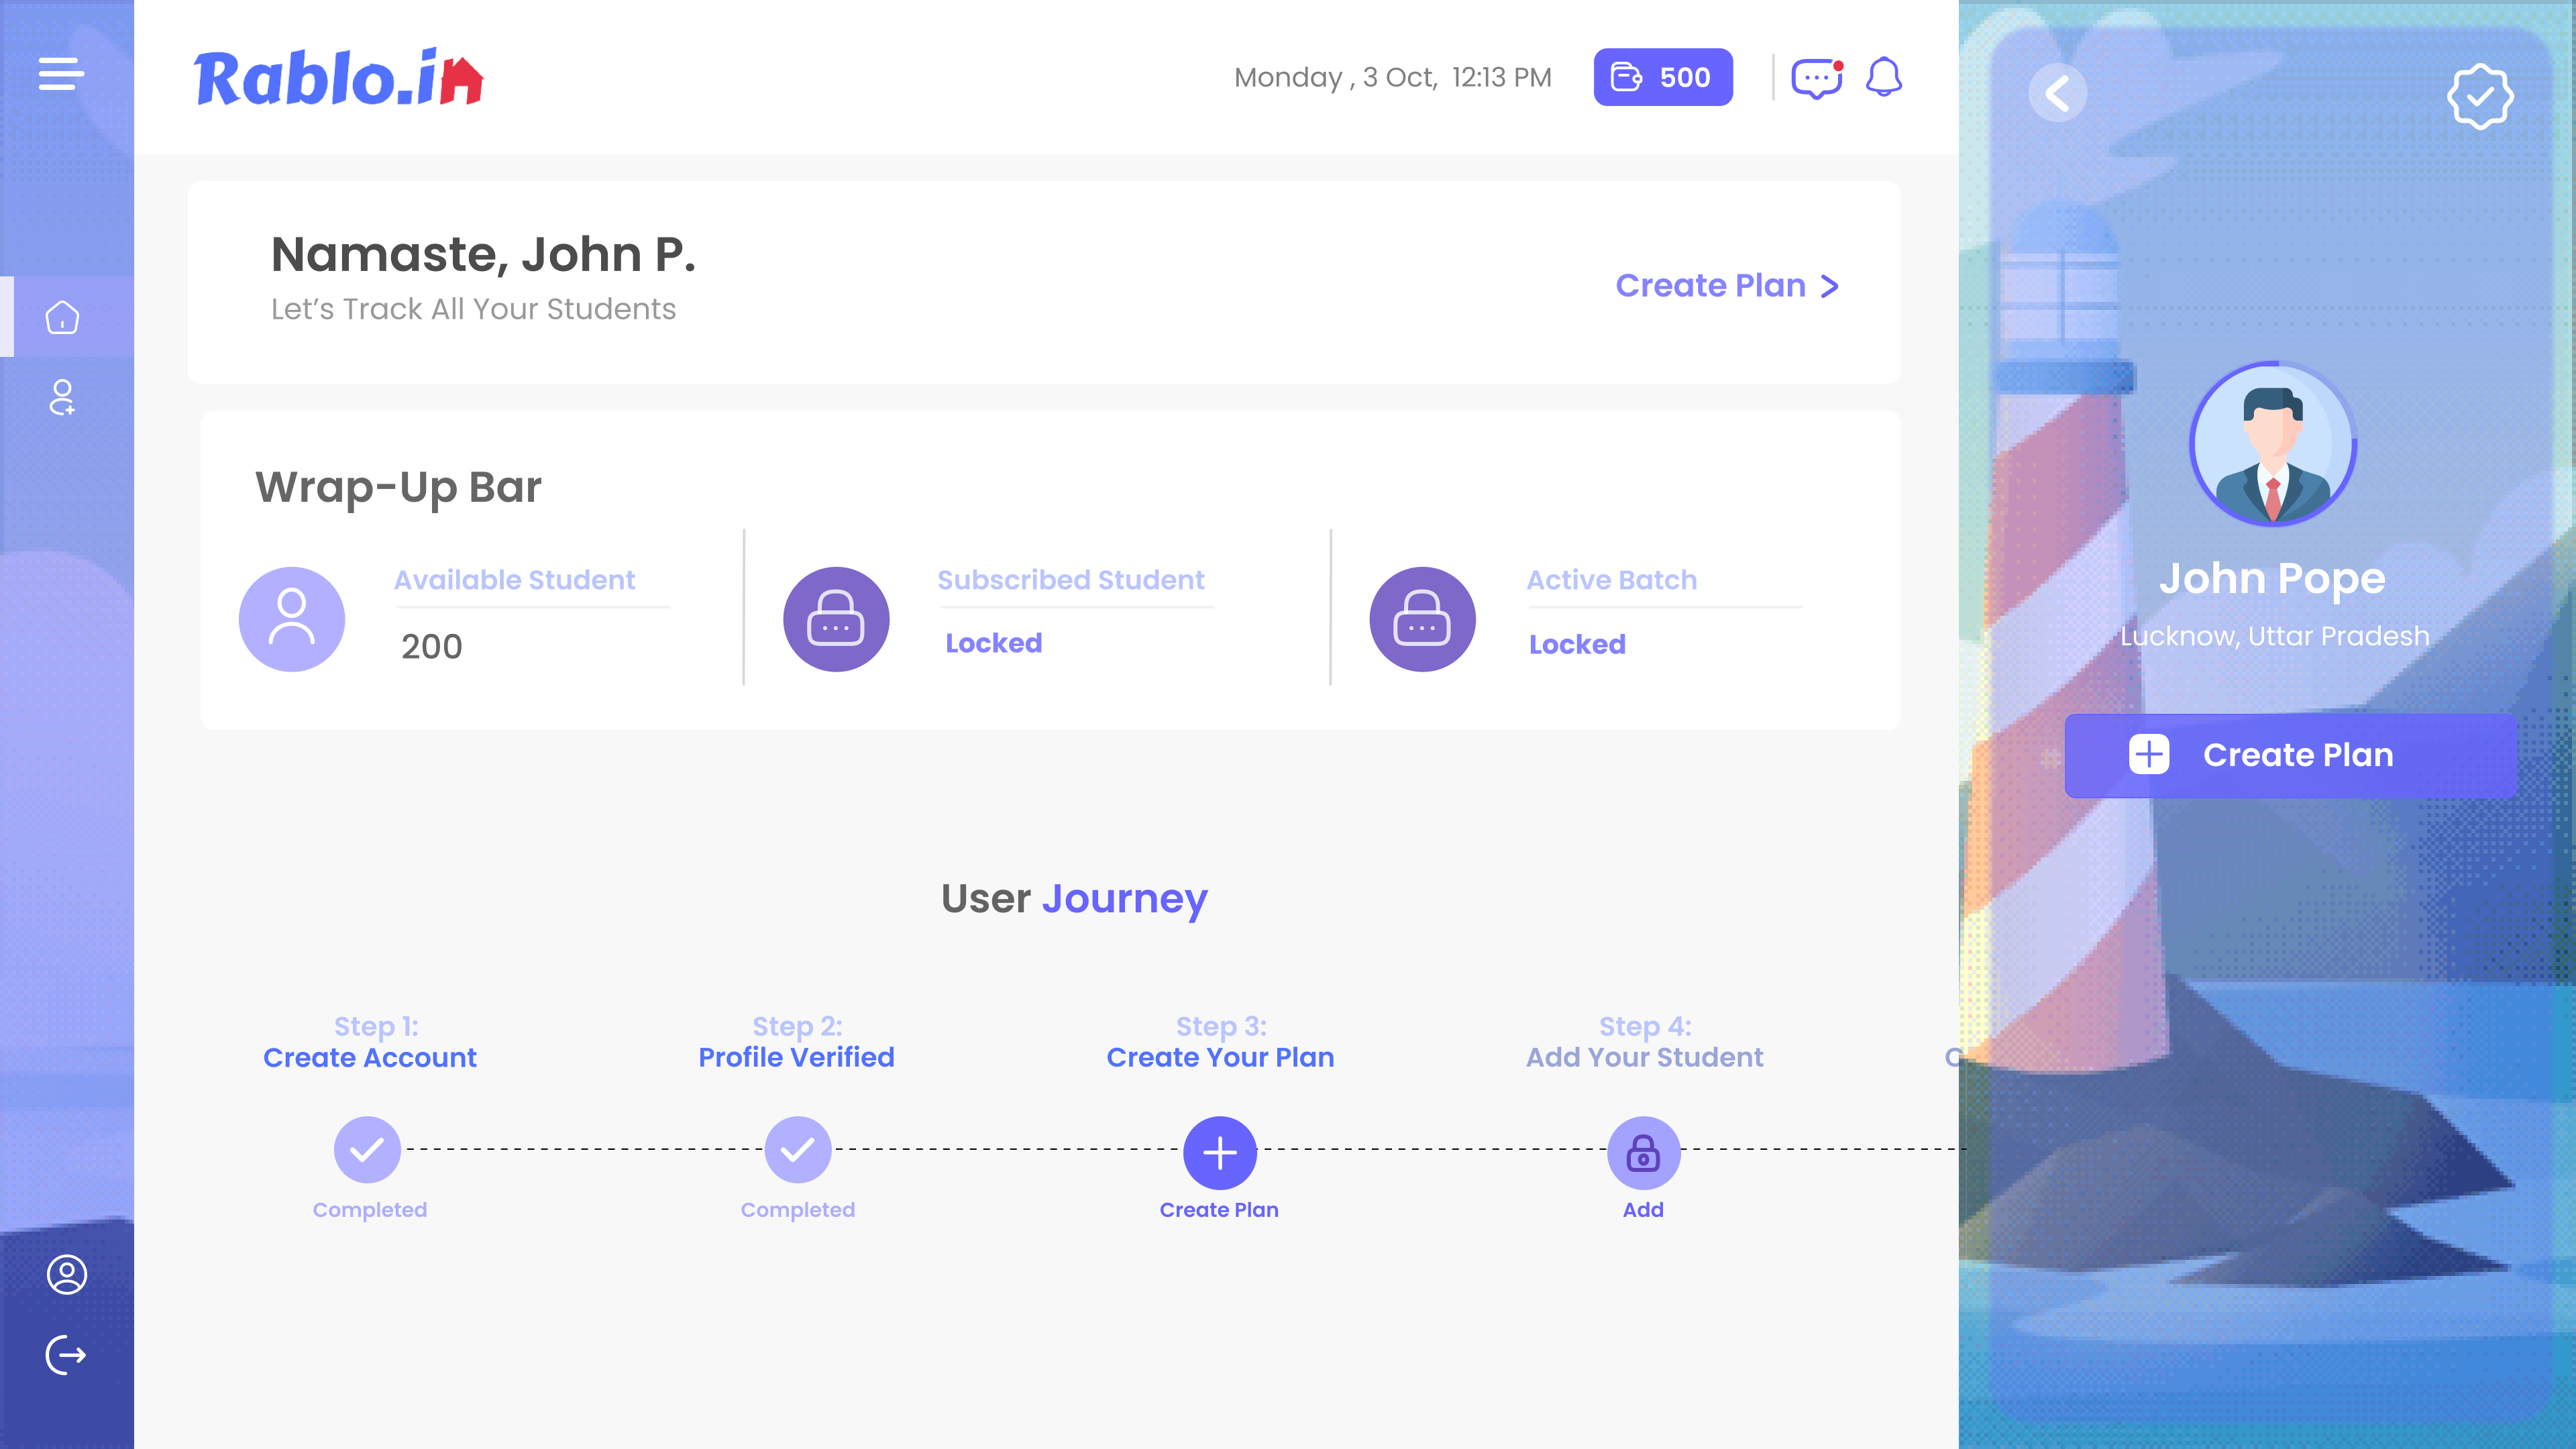 Rablo.in
Monday , 3 Oct, 12:13 PM
500
Namaste, John P.
Let's Track All Your Students
Create Plan >
Wrap-Up Bar
Available Student
200
Subscribed Student
Locked
Active Batch
Locked
User Journey
Step 1:
Create Account
Completed
Step 2:
Profile Verified
Completed
Step 3:
Create Your Plan
Create Plan
Step 4:
Add Your Student
Add
John Pope
Lucknow, Uttar Pradesh
Create Plan